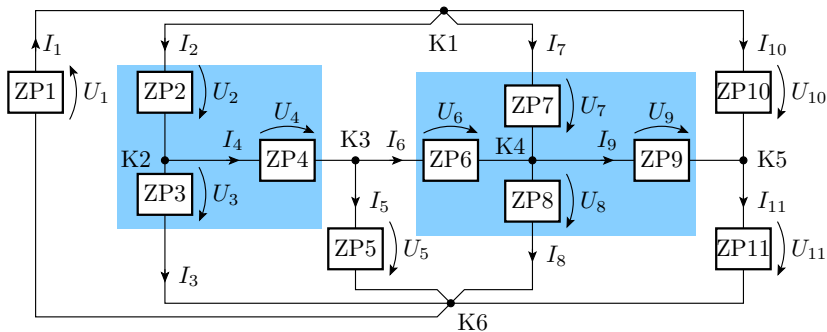 K1
I1 I2 I7 I10
ZP1 U1 ZP2 U2 ZP7 U7 ZP10 U10
I4 U4 K3 I6 U6 K4 I9 U9
K2 ZP4 ZP6 ZP9 K5
ZP3 U3 ZP8 U8
I5 I11
ZP5 U5 ZP11 U11
I3 I8
K6